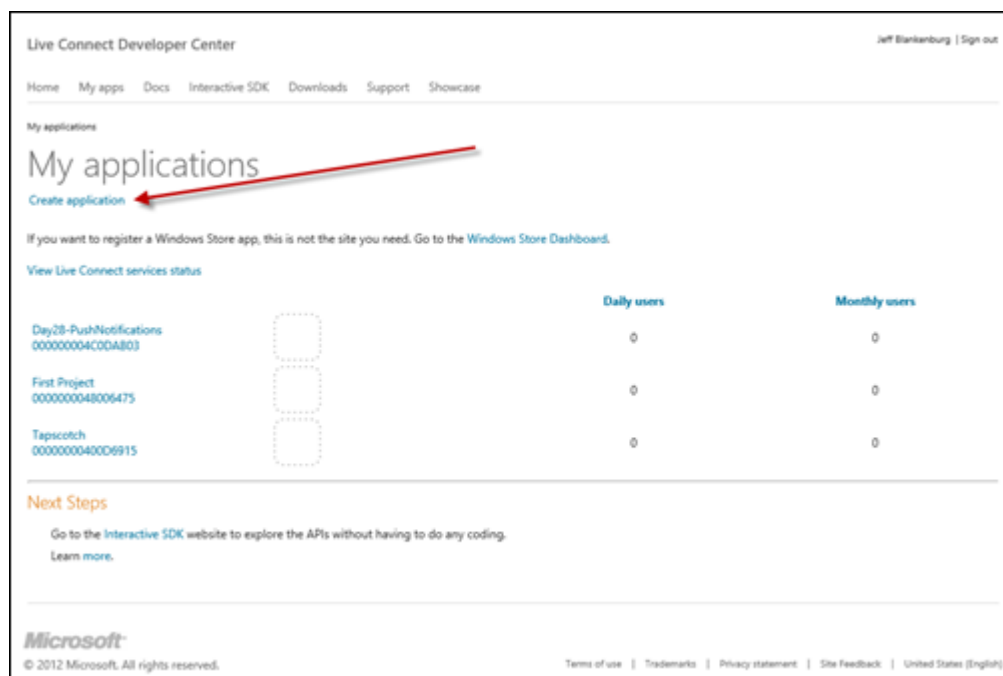 Live Connect Developer Center
Jeff Blankenburg | Sign out
Home My apps Docs Interactive SDK Downloads Support Showcase
My applications
My applications
Create application
If you want to register a Windows Store app, this is not the site you need. Go to the Windows Store Dashboard.
View Live Connect services status
Daily users Monthly users
Day28-PushNotifications
000000004C0DAB03
0 0
First Project
0000000048006475
0 0
Tapscotch
00000000400D6915
0 0
Next Steps
Go to the Interactive SDK website to explore the APIs without having to do any coding.
Learn more.
Microsoft
© 2012 Microsoft. All rights reserved.
Terms of use | Trademarks | Privacy statement | Site Feedback | United States (English)